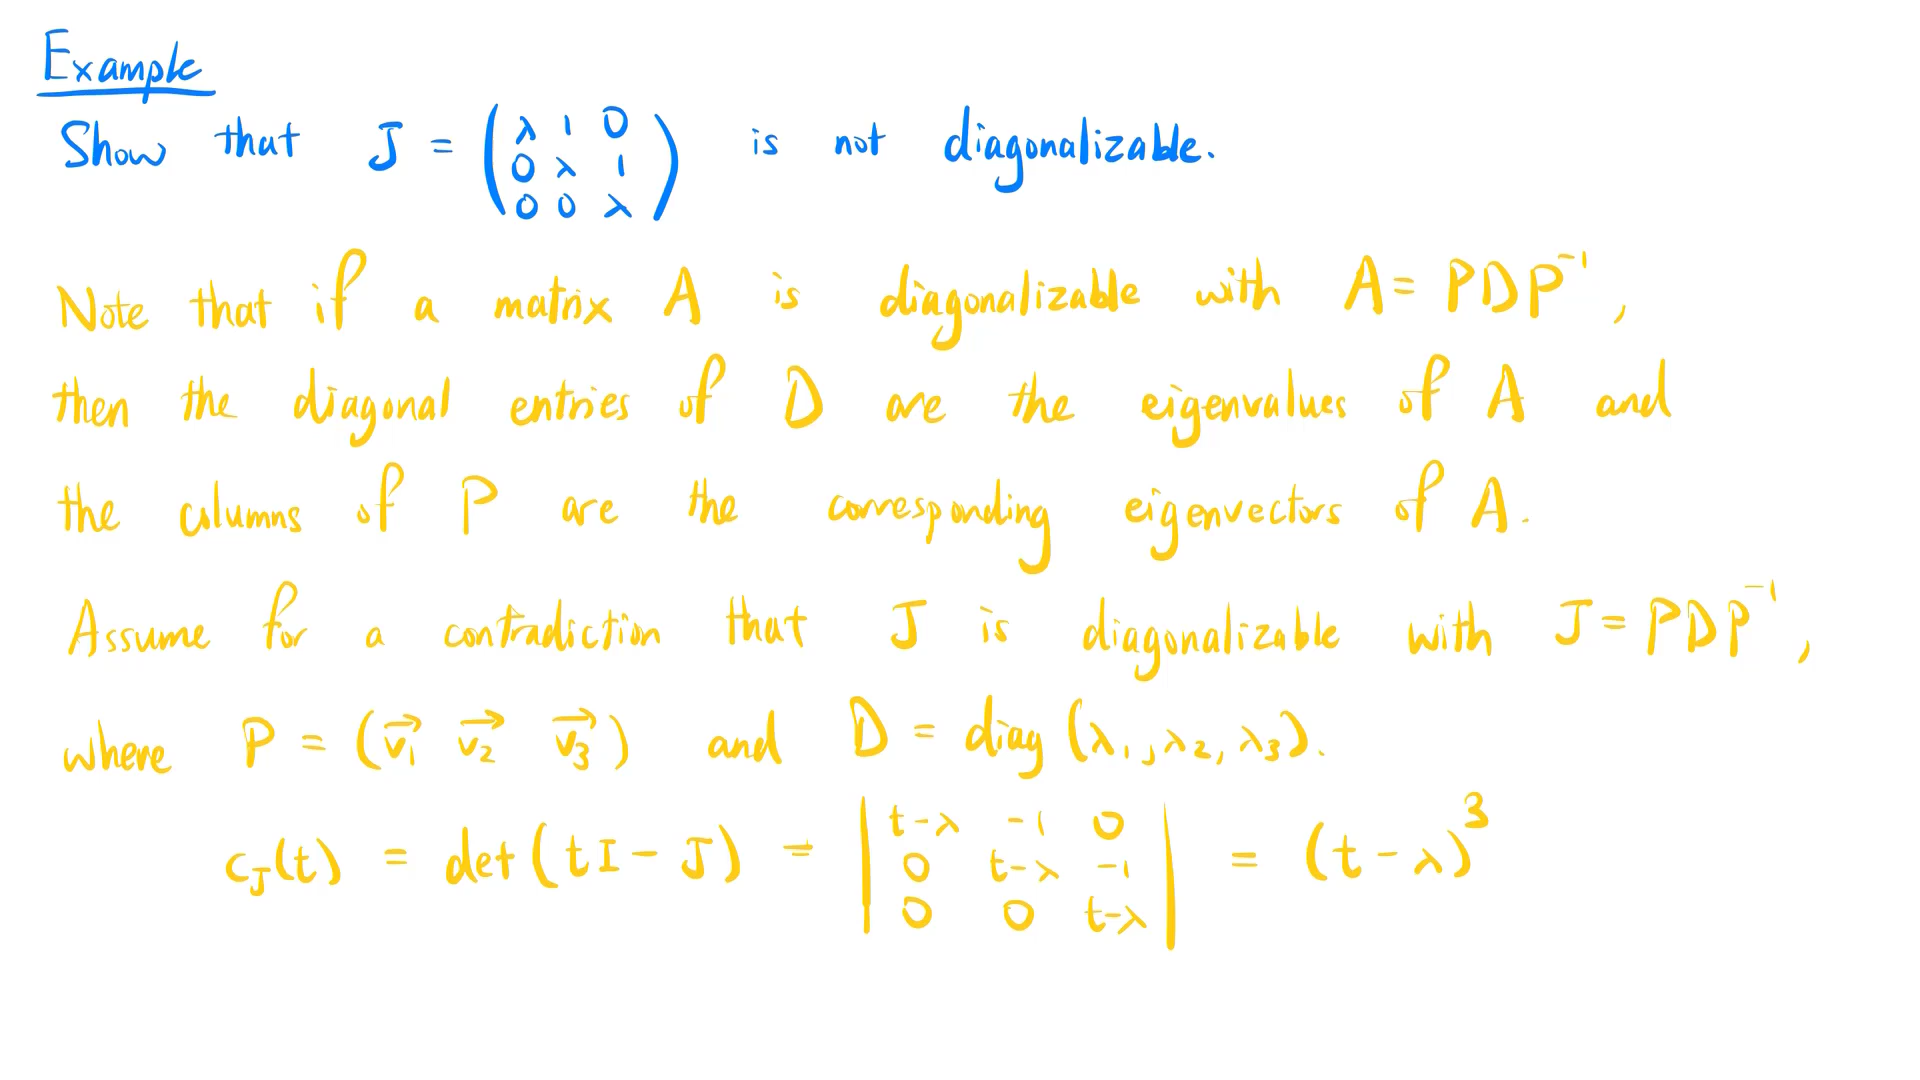 Example
Show that J = (λ 1 0
0 λ 1
0 0 λ) is not diagonalizable.
Note that if a matrix A is diagonalizable with A = PDP⁻¹,
then the diagonal entries of D are the eigenvalues of A and
the columns of P are the corresponding eigenvectors of A.
Assume for a contradiction that J is diagonalizable with J = PDP⁻¹,
where P = (v₁⃗ v₂⃗ v₃⃗) and D = diag (λ₁, λ₂, λ₃).
c_J(t) = det(tI - J) = |t-λ -1 0
0 t-λ -1
0 0 t-λ| = (t - λ)³